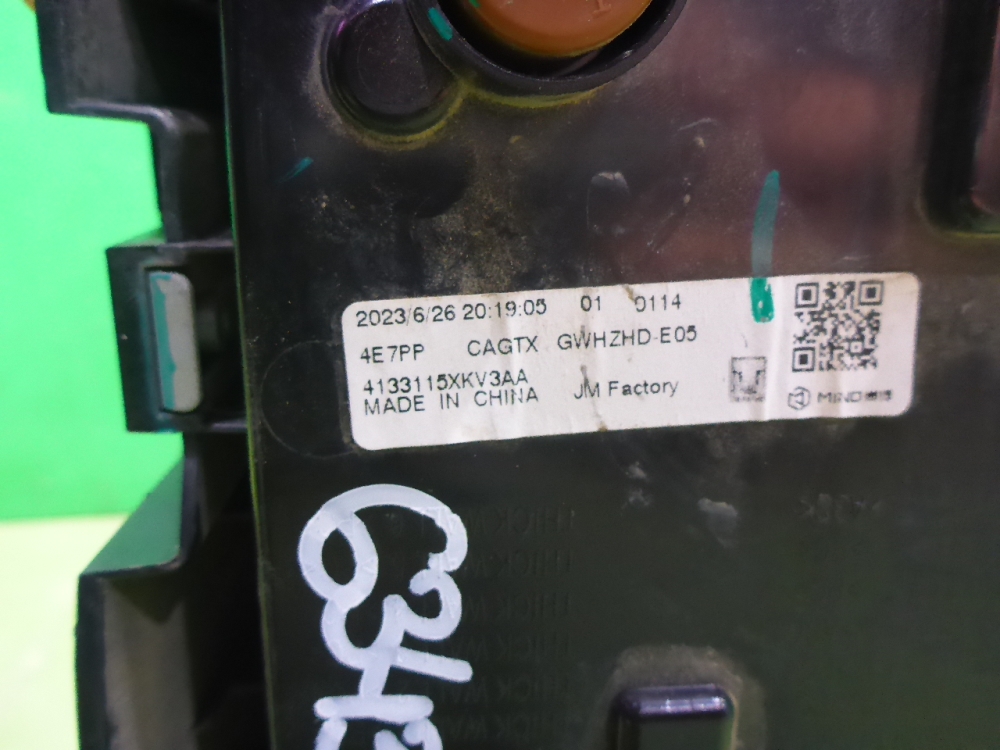 2023/6/26 20:19:05 01 0114
4E7PP CAGTX GWHZHD-E05
4133115XKV3AA
MADE IN CHINA JM Factory
MIND